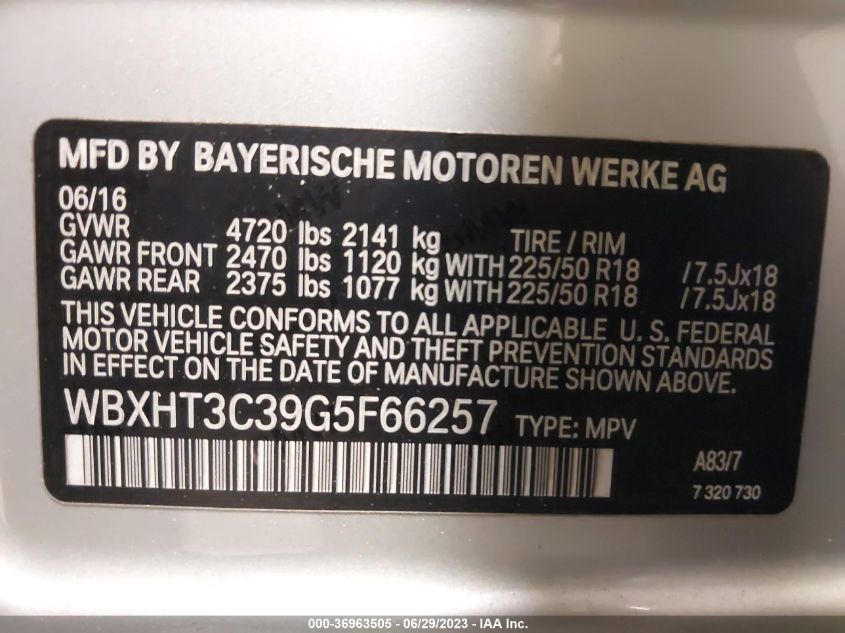 MFD BY BAYERISCHE MOTOREN WERKE AG
06/16
GVWR 4720 lbs 2141 kg TIRE / RIM
GAWR FRONT 2470 lbs 1120 kg WITH 225/50 R18 / 7.5Jx18
GAWR REAR 2375 lbs 1077 kg WITH 225/50 R18 / 7.5Jx18
THIS VEHICLE CONFORMS TO ALL APPLICABLE U. S. FEDERAL
MOTOR VEHICLE SAFETY AND THEFT PREVENTION STANDARDS
IN EFFECT ON THE DATE OF MANUFACTURE SHOWN ABOVE.
WBXHT3C39G5F66257 TYPE: MPV
A83/7
7 320 730
000-36963505 - 06/29/2023 - IAA Inc.